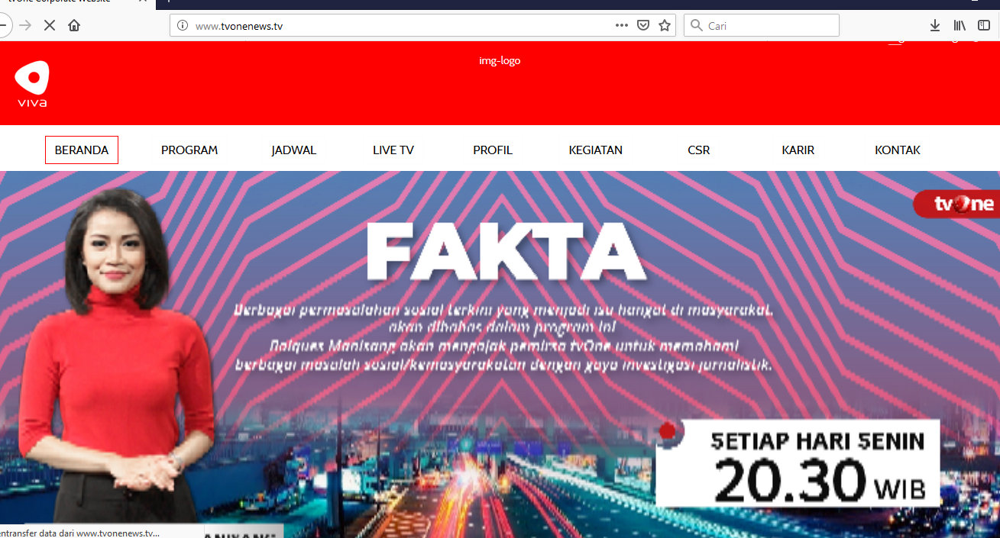 tvOne Corporate Website
www.tvonenews.tv
Cari
img-logo
viva
BERANDA PROGRAM JADWAL LIVE TV PROFIL KEGIATAN CSR KARIR KONTAK
tvOne
FAKTA
Berbagai permasalahan sosial terkini yang menjadi isu hangat di masyarakat.
akan dibahas dalam program ini
Balques Manisang akan mengajak pemirsa tvOne untuk memahami
berbagai masalah sosial/kemasyarakatan dengan gaya investigasi jurnalistik.
SETIAP HARI SENIN
20.30 WIB
entransfer data dari www.tvonenews.tv...